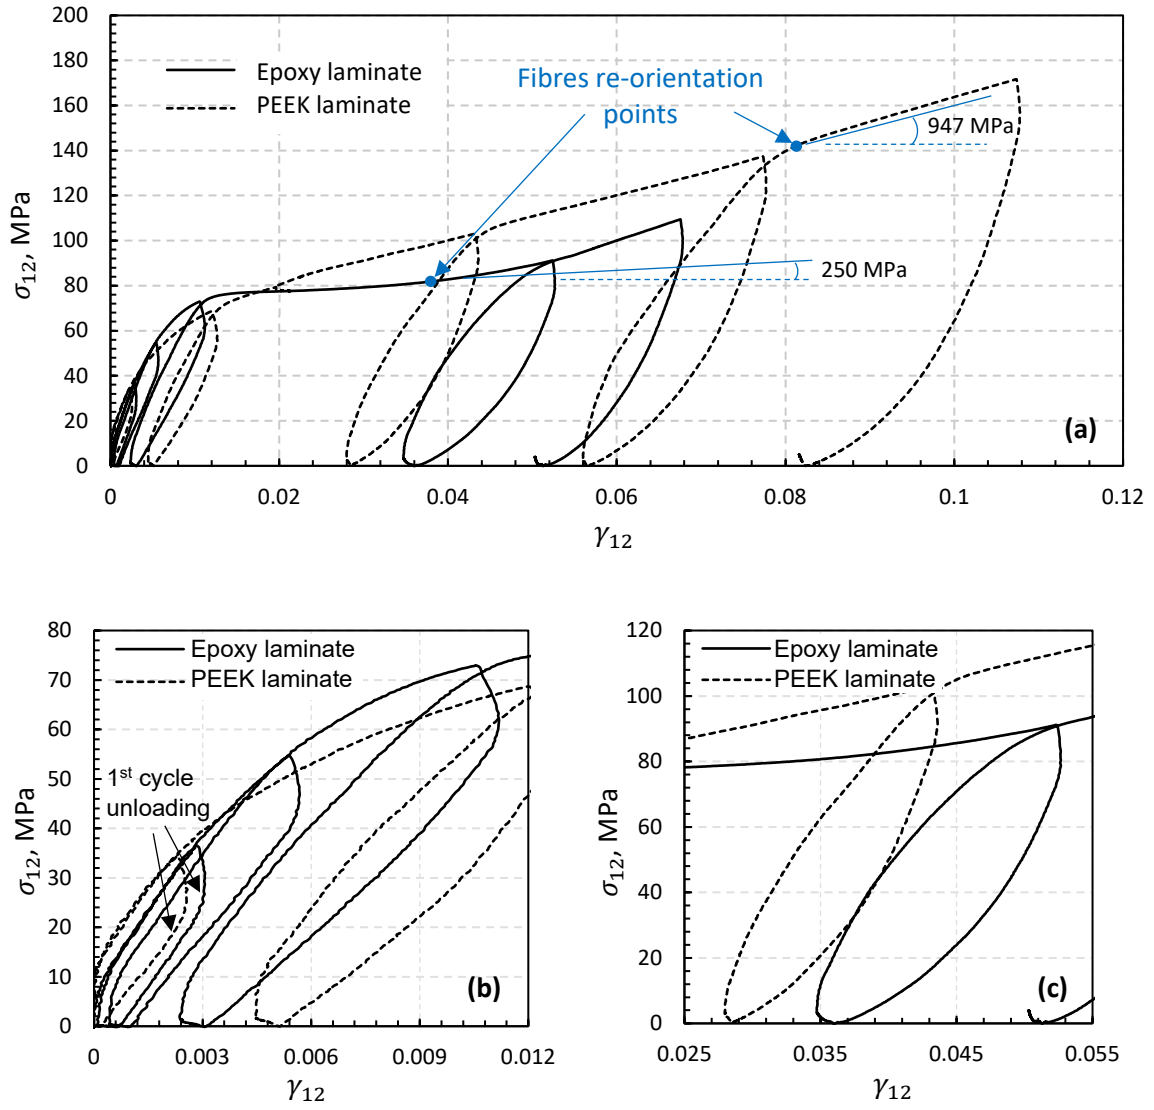 200
180
160
140
120
100
80
60
40
20
0
σ12, MPa
Epoxy laminate
PEEK laminate
Fibres re-orientation
points
947 MPa
250 MPa
(a)
0
0.02
0.04
0.06
0.08
0.1
0.12
γ12
80
70
60
50
40
30
20
10
0
σ12, MPa
Epoxy laminate
PEEK laminate
1st cycle
unloading
(b)
0
0.003
0.006
0.009
0.012
γ12
120
100
80
60
40
20
0
σ12, MPa
Epoxy laminate
PEEK laminate
(c)
0.025
0.035
0.045
0.055
γ12